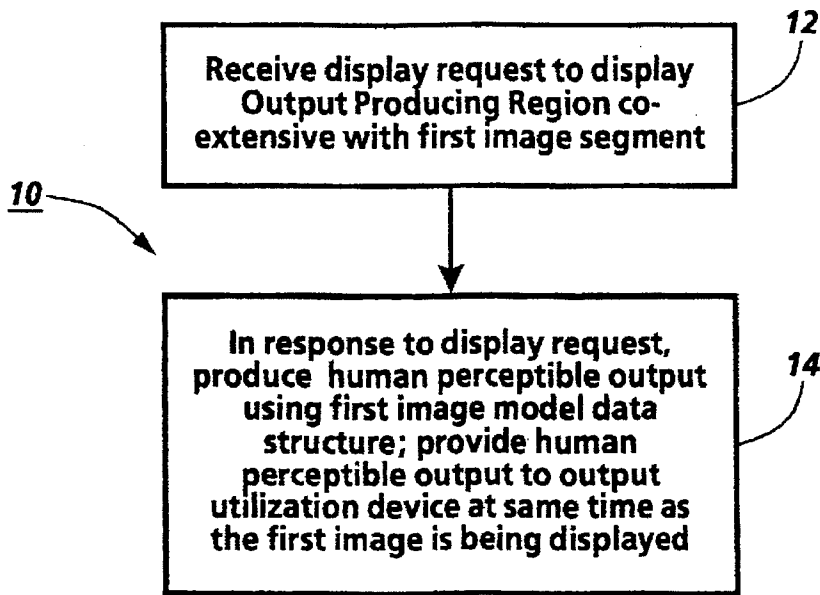 12
Receive display request to display
Output Producing Region co-
extensive with first image segment
10
In response to display request,
produce human perceptible output
using first image model data
structure; provide human
perceptible output to output
utilization device at same time as
the first image is being displayed
14